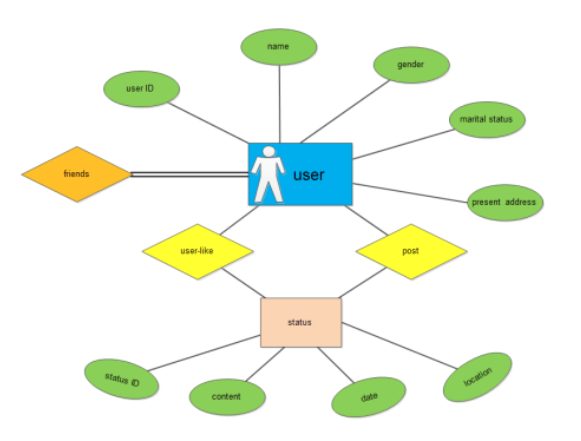 name
gender
user ID
marital status
friends
user
present address
user-like
post
status
status ID
content
date
location